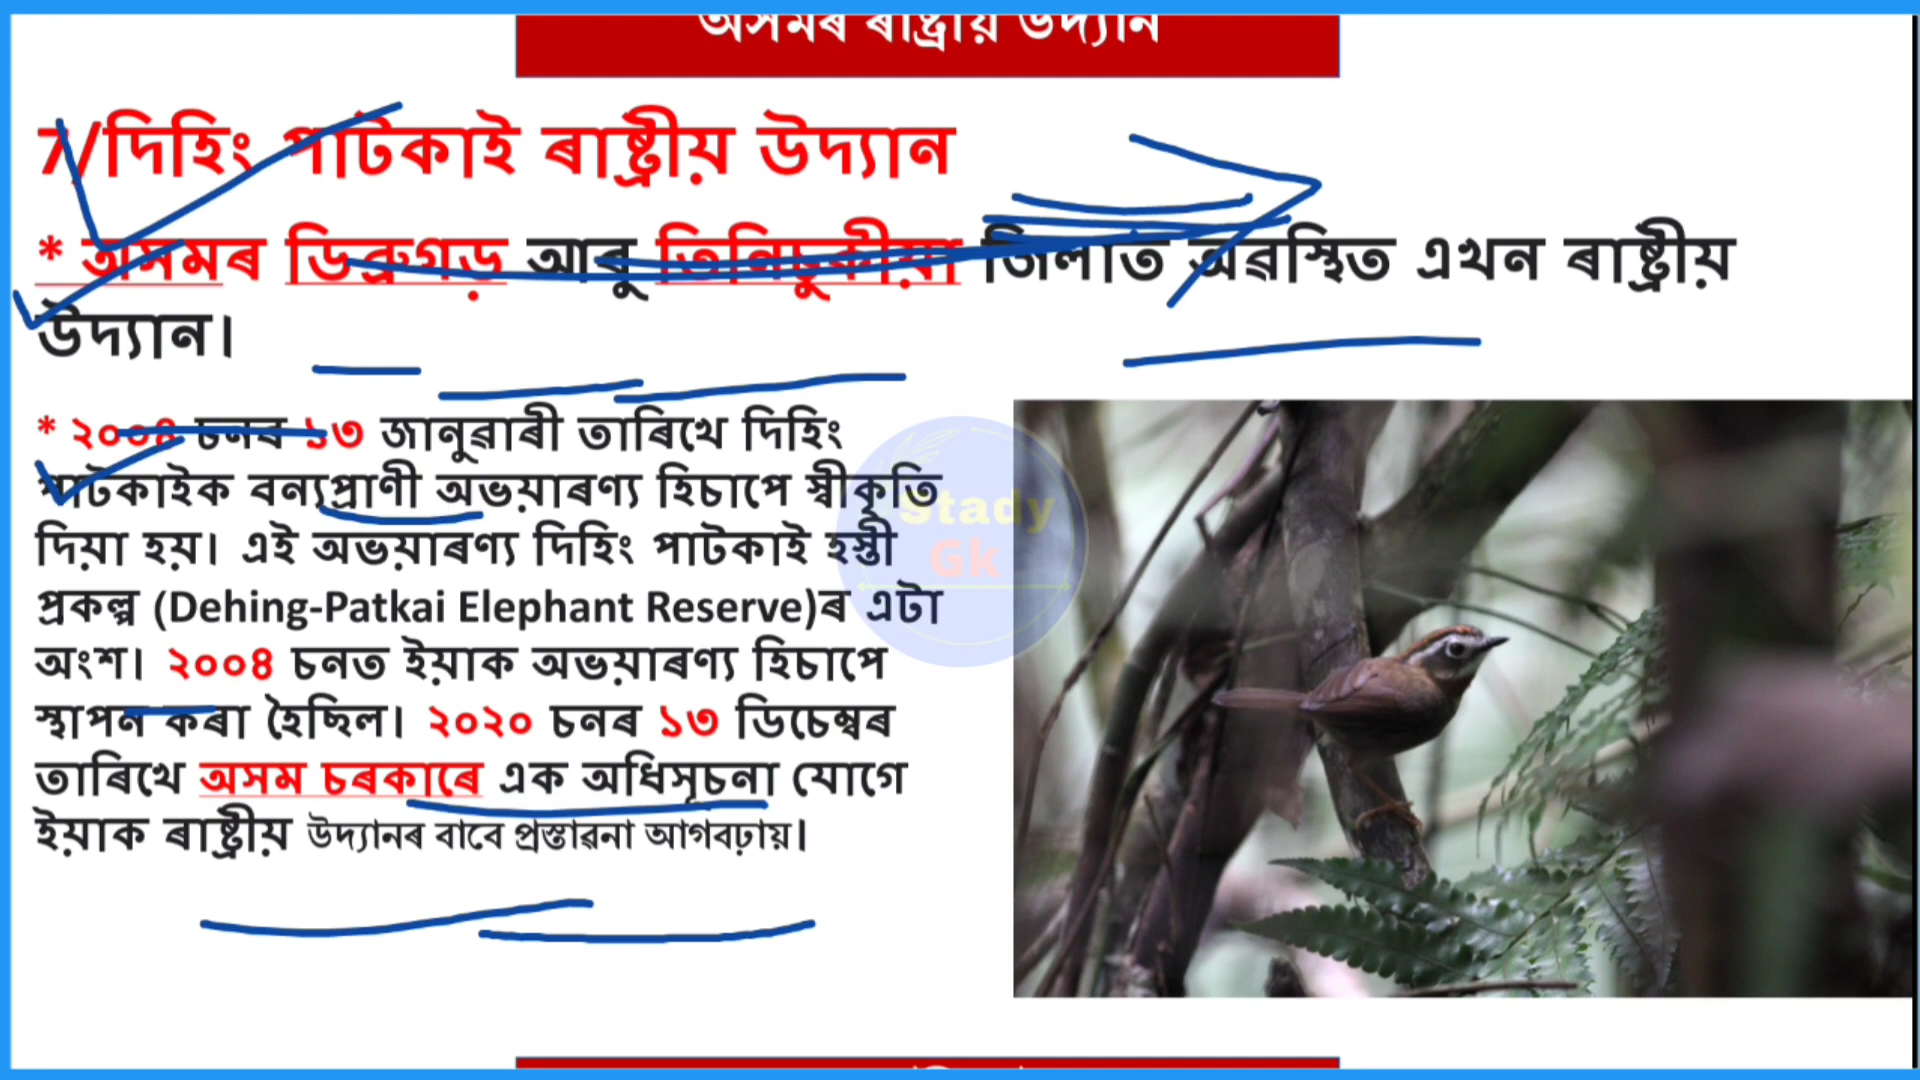 অসমৰ ৰাষ্ট্ৰীয় উদ্যান
7/দিহিং পাটকাই ৰাষ্ট্ৰীয় উদ্যান
* অসমৰ ডিব্ৰুগড় আৰু তিনিচুকীয়া জিলাত অৱস্থিত এখন ৰাষ্ট্ৰীয়
উদ্যান।
* ২০০৪ চনৰ ১৩ জানুৱাৰী তাৰিখে দিহিং
পাটকাইক বন্যপ্ৰাণী অভয়াৰণ্য হিচাপে স্বীকৃতি
দিয়া হয়। এই অভয়াৰণ্য দিহিং পাটকাই হস্তী
প্ৰকল্প (Dehing-Patkai Elephant Reserve)ৰ এটা
অংশ। ২০০৪ চনত ইয়াক অভয়াৰণ্য হিচাপে
স্থাপন কৰা হৈছিল। ২০২০ চনৰ ১৩ ডিচেম্বৰ
তাৰিখে অসম চৰকাৰে এক অধিসূচনা যোগে
ইয়াক ৰাষ্ট্ৰীয় উদ্যানৰ বাবে প্ৰস্তাৱনা আগবঢ়ায়।
Stady
Gk